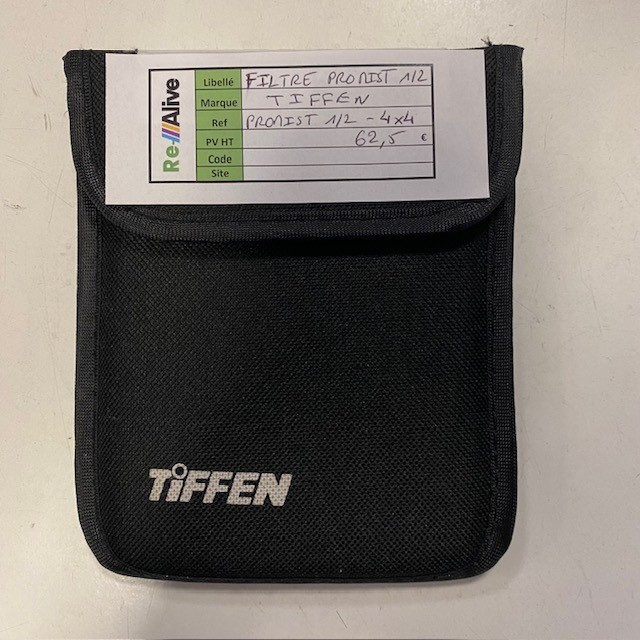 Re///Alive
Libellé FILTRE PROMIST 1/2
Marque TIFFEN
Ref PROMIST 1/2 - 4x4
PV HT 62,5 €
Code
Site
TiFFEN